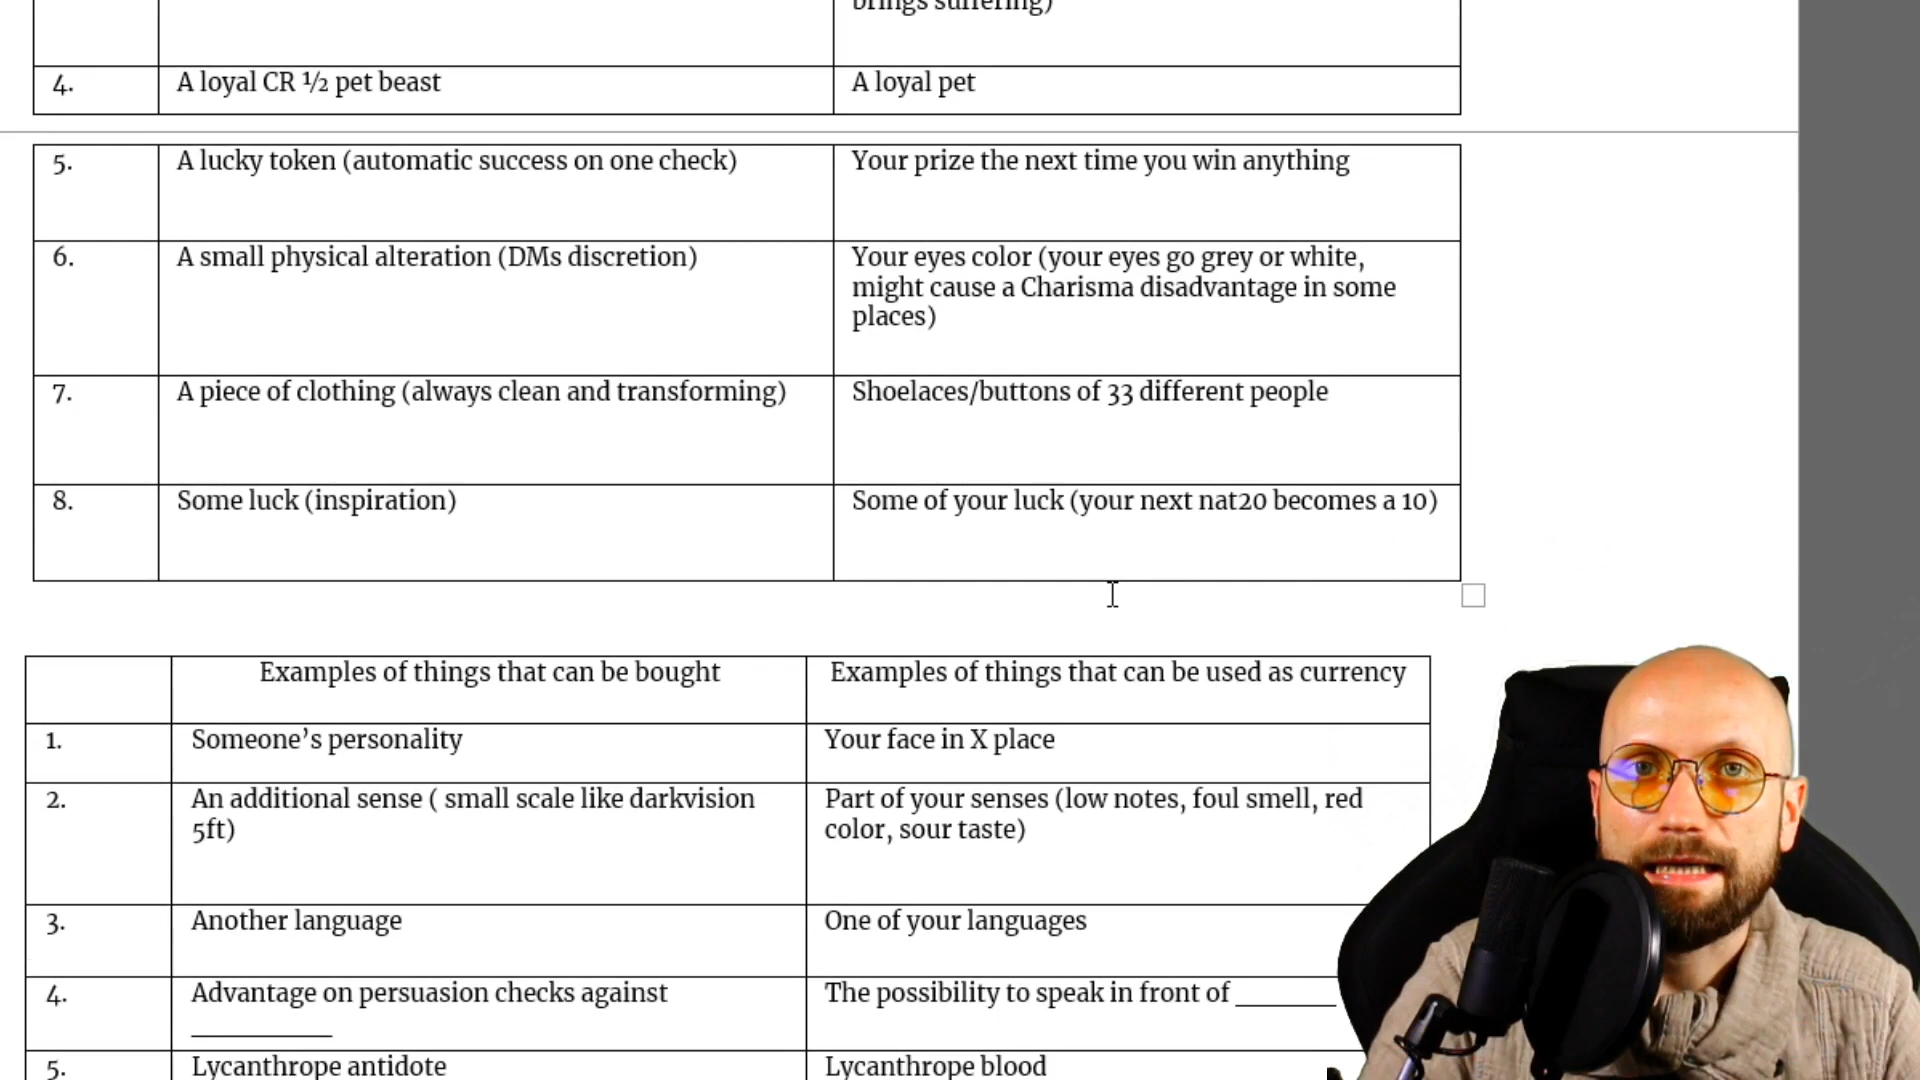 brings suffering)
4. A loyal CR ½ pet beast A loyal pet
5. A lucky token (automatic success on one check) Your prize the next time you win anything
6. A small physical alteration (DMs discretion) Your eyes color (your eyes go grey or white,
might cause a Charisma disadvantage in some
places)
7. A piece of clothing (always clean and transforming) Shoelaces/buttons of 33 different people
8. Some luck (inspiration) Some of your luck (your next nat20 becomes a 10)
Examples of things that can be bought Examples of things that can be used as currency
1. Someone’s personality Your face in X place
2. An additional sense ( small scale like darkvision Part of your senses (low notes, foul smell, red
5ft) color, sour taste)
3. Another language One of your languages
4. Advantage on persuasion checks against The possibility to speak in front of ________
___________
5. Lycanthrope antidote Lycanthrope blood